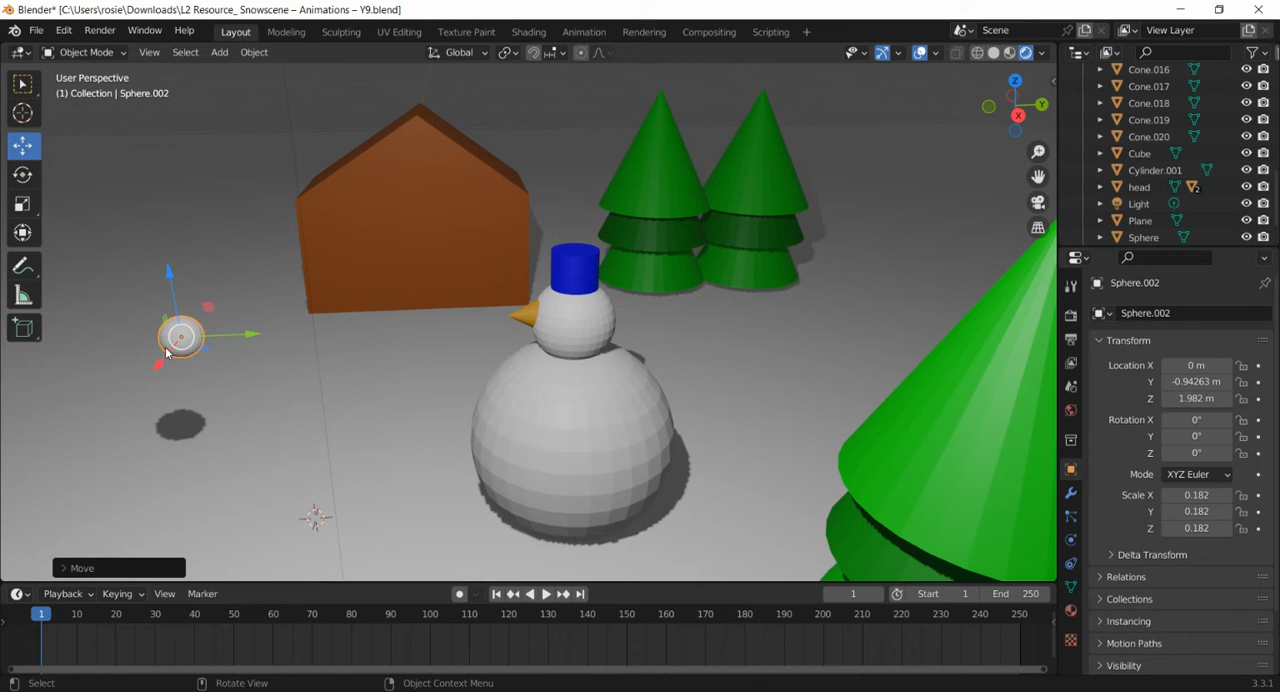 Blender* [C:\Users\rosie\Downloads\L2 Resource_ Snowscene – Animations – Y9.blend]
File Edit Render Window Help Layout Modeling Sculpting UV Editing Texture Paint Shading Animation Rendering Compositing Scripting + Scene View Layer
Object Mode View Select Add Object Global
User Perspective
(1) Collection | Sphere.002
Z
Y
X
Cone.016
Cone.017
Cone.018
Cone.019
Cone.020
Cube
Cylinder.001
head 2
Light
Plane
Sphere
Sphere.002
Sphere.002
Transform
Location X 0 m
Y -0.94263 m
Z 1.982 m
Rotation X 0°
Y 0°
Z 0°
Mode XYZ Euler
Scale X 0.182
Y 0.182
Z 0.182
Delta Transform
Relations
Collections
Instancing
Motion Paths
Visibility
Move
Playback Keying View Marker 1 Start 1 End 250
1 10 20 30 40 50 60 70 80 90 100 110 120 130 140 150 160 170 180 190 200 210 220 230 240 250
Select Rotate View Object Context Menu 3.3.1